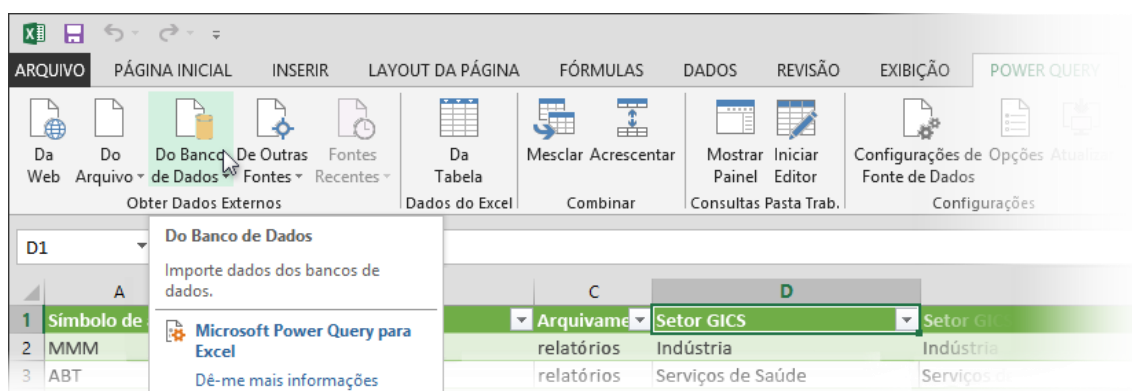 ARQUIVO PÁGINA INICIAL INSERIR LAYOUT DA PÁGINA FÓRMULAS DADOS REVISÃO EXIBIÇÃO POWER QUERY
Da Web
Do Arquivo
Do Banco de Dados
De Outras Fontes
Fontes Recentes
Da Tabela
Mesclar
Acrescentar
Mostrar Painel
Iniciar Editor
Configurações de Fonte de Dados
Opções
Obter Dados Externos
Dados do Excel
Combinar
Consultas Pasta Trab.
Configurações
D1
Do Banco de Dados
Importe dados dos bancos de
dados.
Microsoft Power Query para
Excel
Dê-me mais informações
A C D
1 Símbolo de Arquivame Setor GICS Setor GICS
2 MMM relatórios Indústria Indústria
3 ABT relatórios Serviços de Saúde Serviços